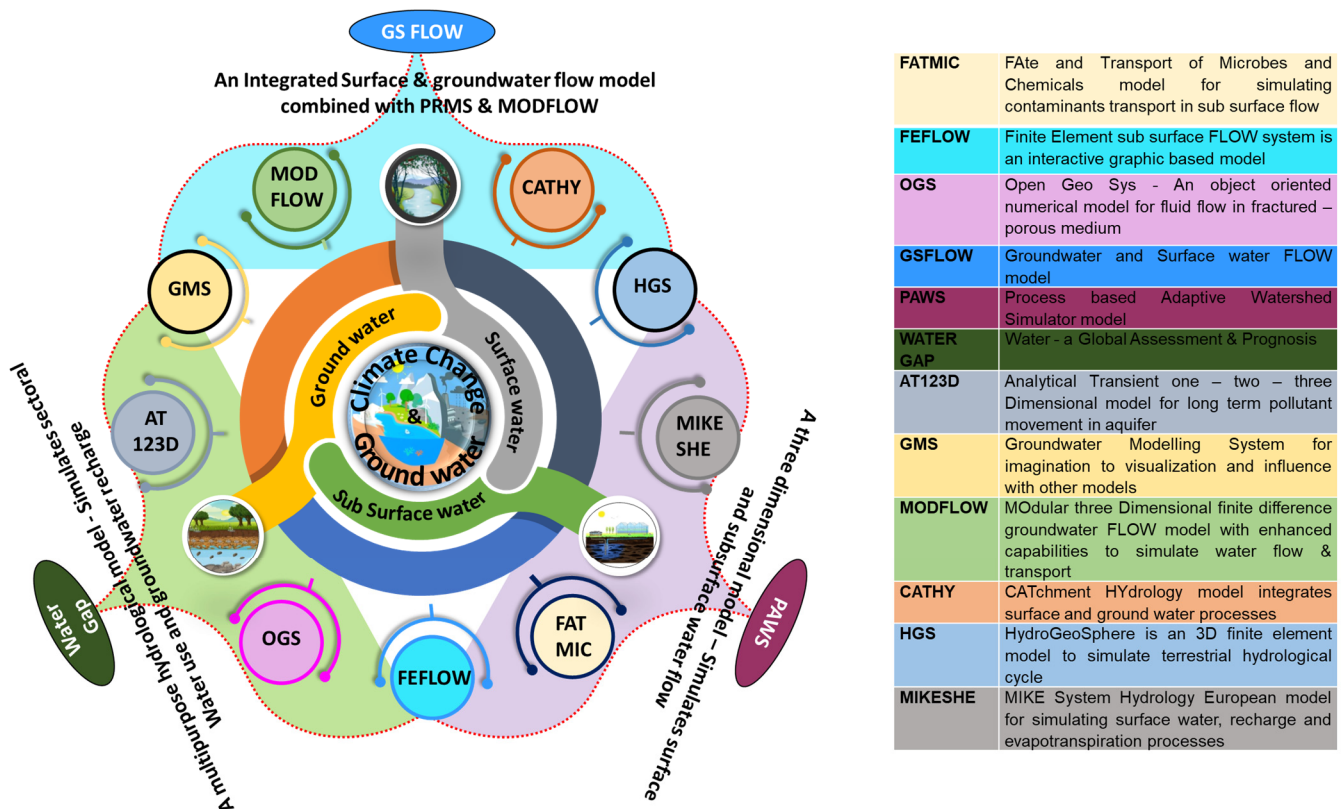 GS FLOW
An Integrated Surface & groundwater flow model
combined with PRMS & MODFLOW
MOD
FLOW
CATHY
GMS
HGS
AT
123D
MIKE
SHE
OGS
FEFLOW
FAT
MIC
Ground water
Surface water
Sub Surface water
Climate Change
&
Ground water
Water
Gap
A multipurpose hydrological model - Simulates sectoral
Water use and groundwater recharge
PAWS
A three dimensional model – Simulates surface
and subsurface water flow
FATMIC
FAte and Transport of Microbes and
Chemicals model for simulating
contaminants transport in sub surface flow
FEFLOW
Finite Element sub surface FLOW system is
an interactive graphic based model
OGS
Open Geo Sys - An object oriented
numerical model for fluid flow in fractured –
porous medium
GSFLOW
Groundwater and Surface water FLOW
model
PAWS
Process based Adaptive Watershed
Simulator model
WATER
GAP
Water - a Global Assessment & Prognosis
AT123D
Analytical Transient one – two – three
Dimensional model for long term pollutant
movement in aquifer
GMS
Groundwater Modelling System for
imagination to visualization and influence
with other models
MODFLOW
MOdular three Dimensional finite difference
groundwater FLOW model with enhanced
capabilities to simulate water flow &
transport
CATHY
CATchment HYdrology model integrates
surface and ground water processes
HGS
HydroGeoSphere is an 3D finite element
model to simulate terrestrial hydrological
cycle
MIKESHE
MIKE System Hydrology European model
for simulating surface water, recharge and
evapotranspiration processes